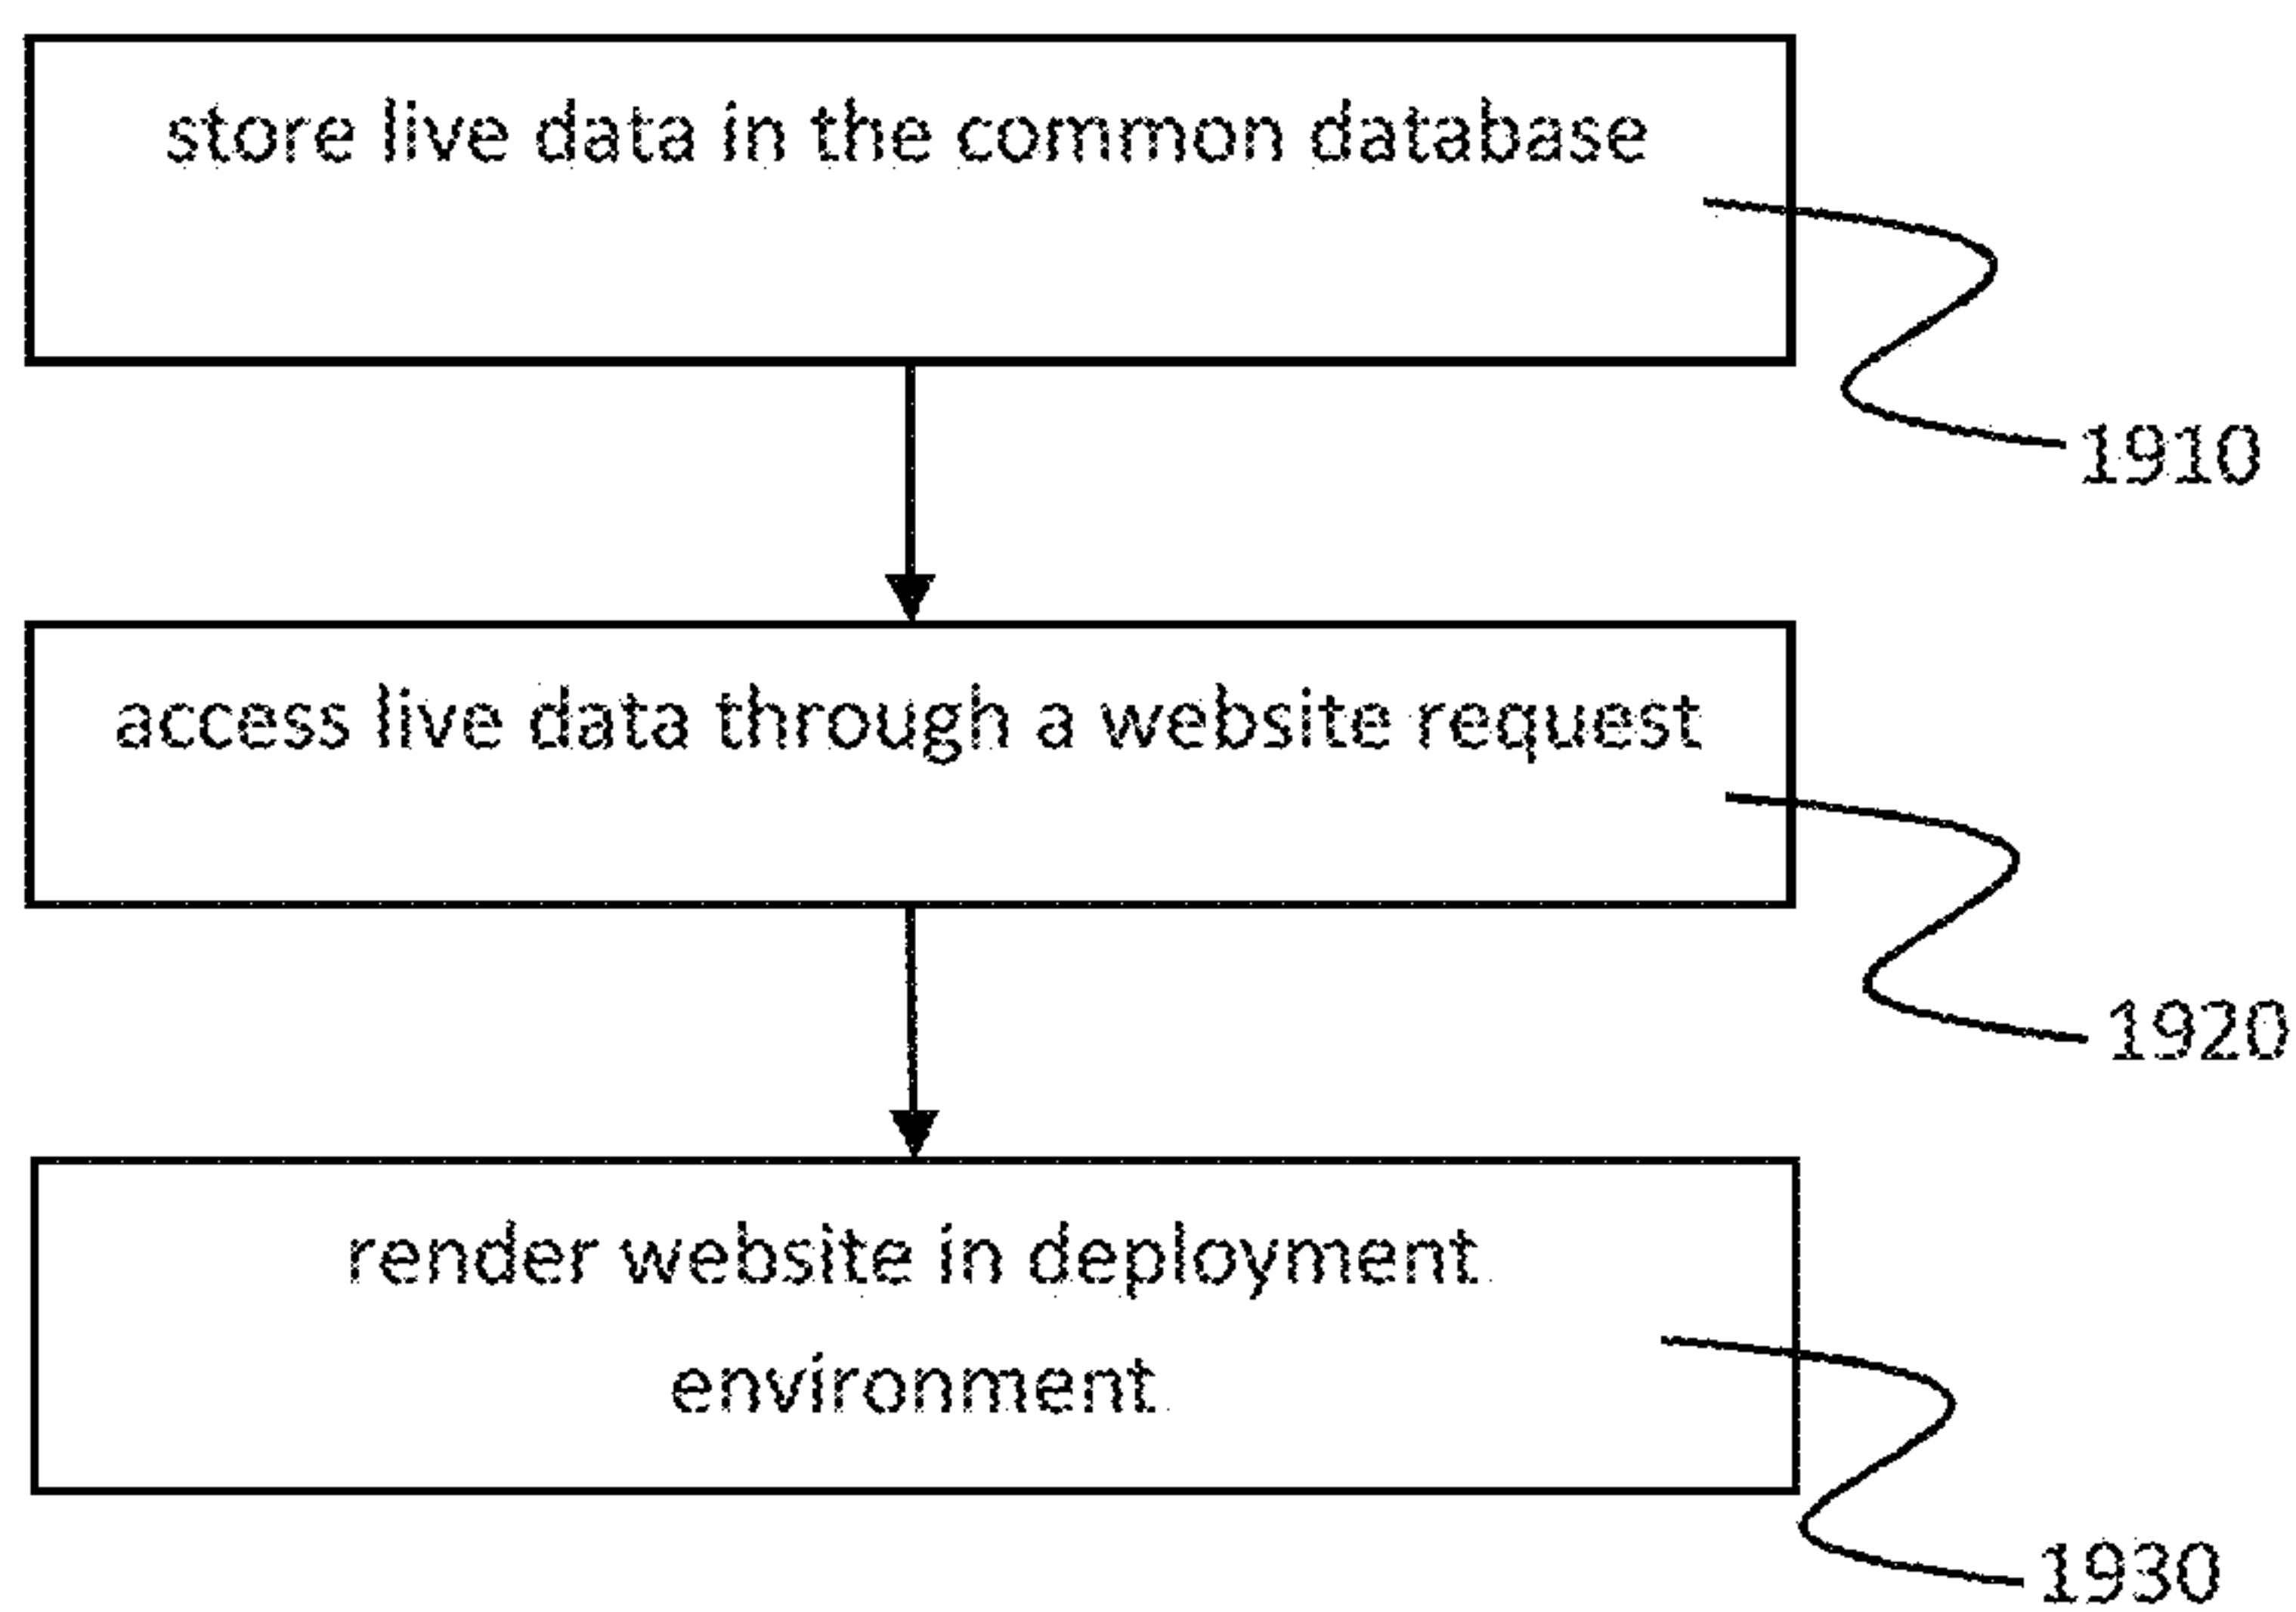 store live data in the common database
1910
access live data through a website request
1920
render website in deployment
environment
1930